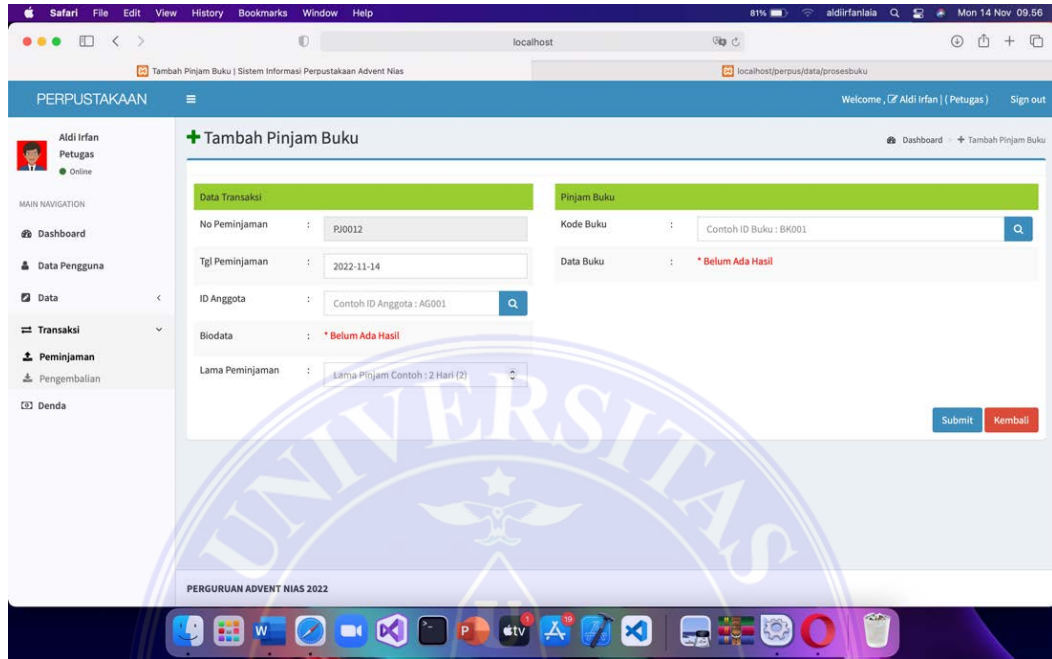 Safari File Edit View History Bookmarks Window Help 81% aldiirfanlaia Mon 14 Nov 09.56
localhost
Tambah Pinjam Buku | Sistem Informasi Perpustakaan Advent Nias
localhost/perpus/data/prosesbuku
PERPUSTAKAAN
Welcome , Aldi Irfan | ( Petugas ) Sign out
Aldi Irfan
Petugas
Online
Tambah Pinjam Buku
Dashboard > Tambah Pinjam Buku
MAIN NAVIGATION
Dashboard
Data Pengguna
Data
Transaksi
Peminjaman
Pengembalian
Denda
Data Transaksi
No Peminjaman : PJ0012
Tgl Peminjaman : 2022-11-14
ID Anggota : Contoh ID Anggota : AG001
Biodata : * Belum Ada Hasil
Lama Peminjaman : Lama Pinjam Contoh : 2 Hari (2)
Pinjam Buku
Kode Buku : Contoh ID Buku : BK001
Data Buku : * Belum Ada Hasil
Submit Kembali
UNIVERSITAS
PERGURUAN ADVENT NIAS 2022
W
P
1
tv
19